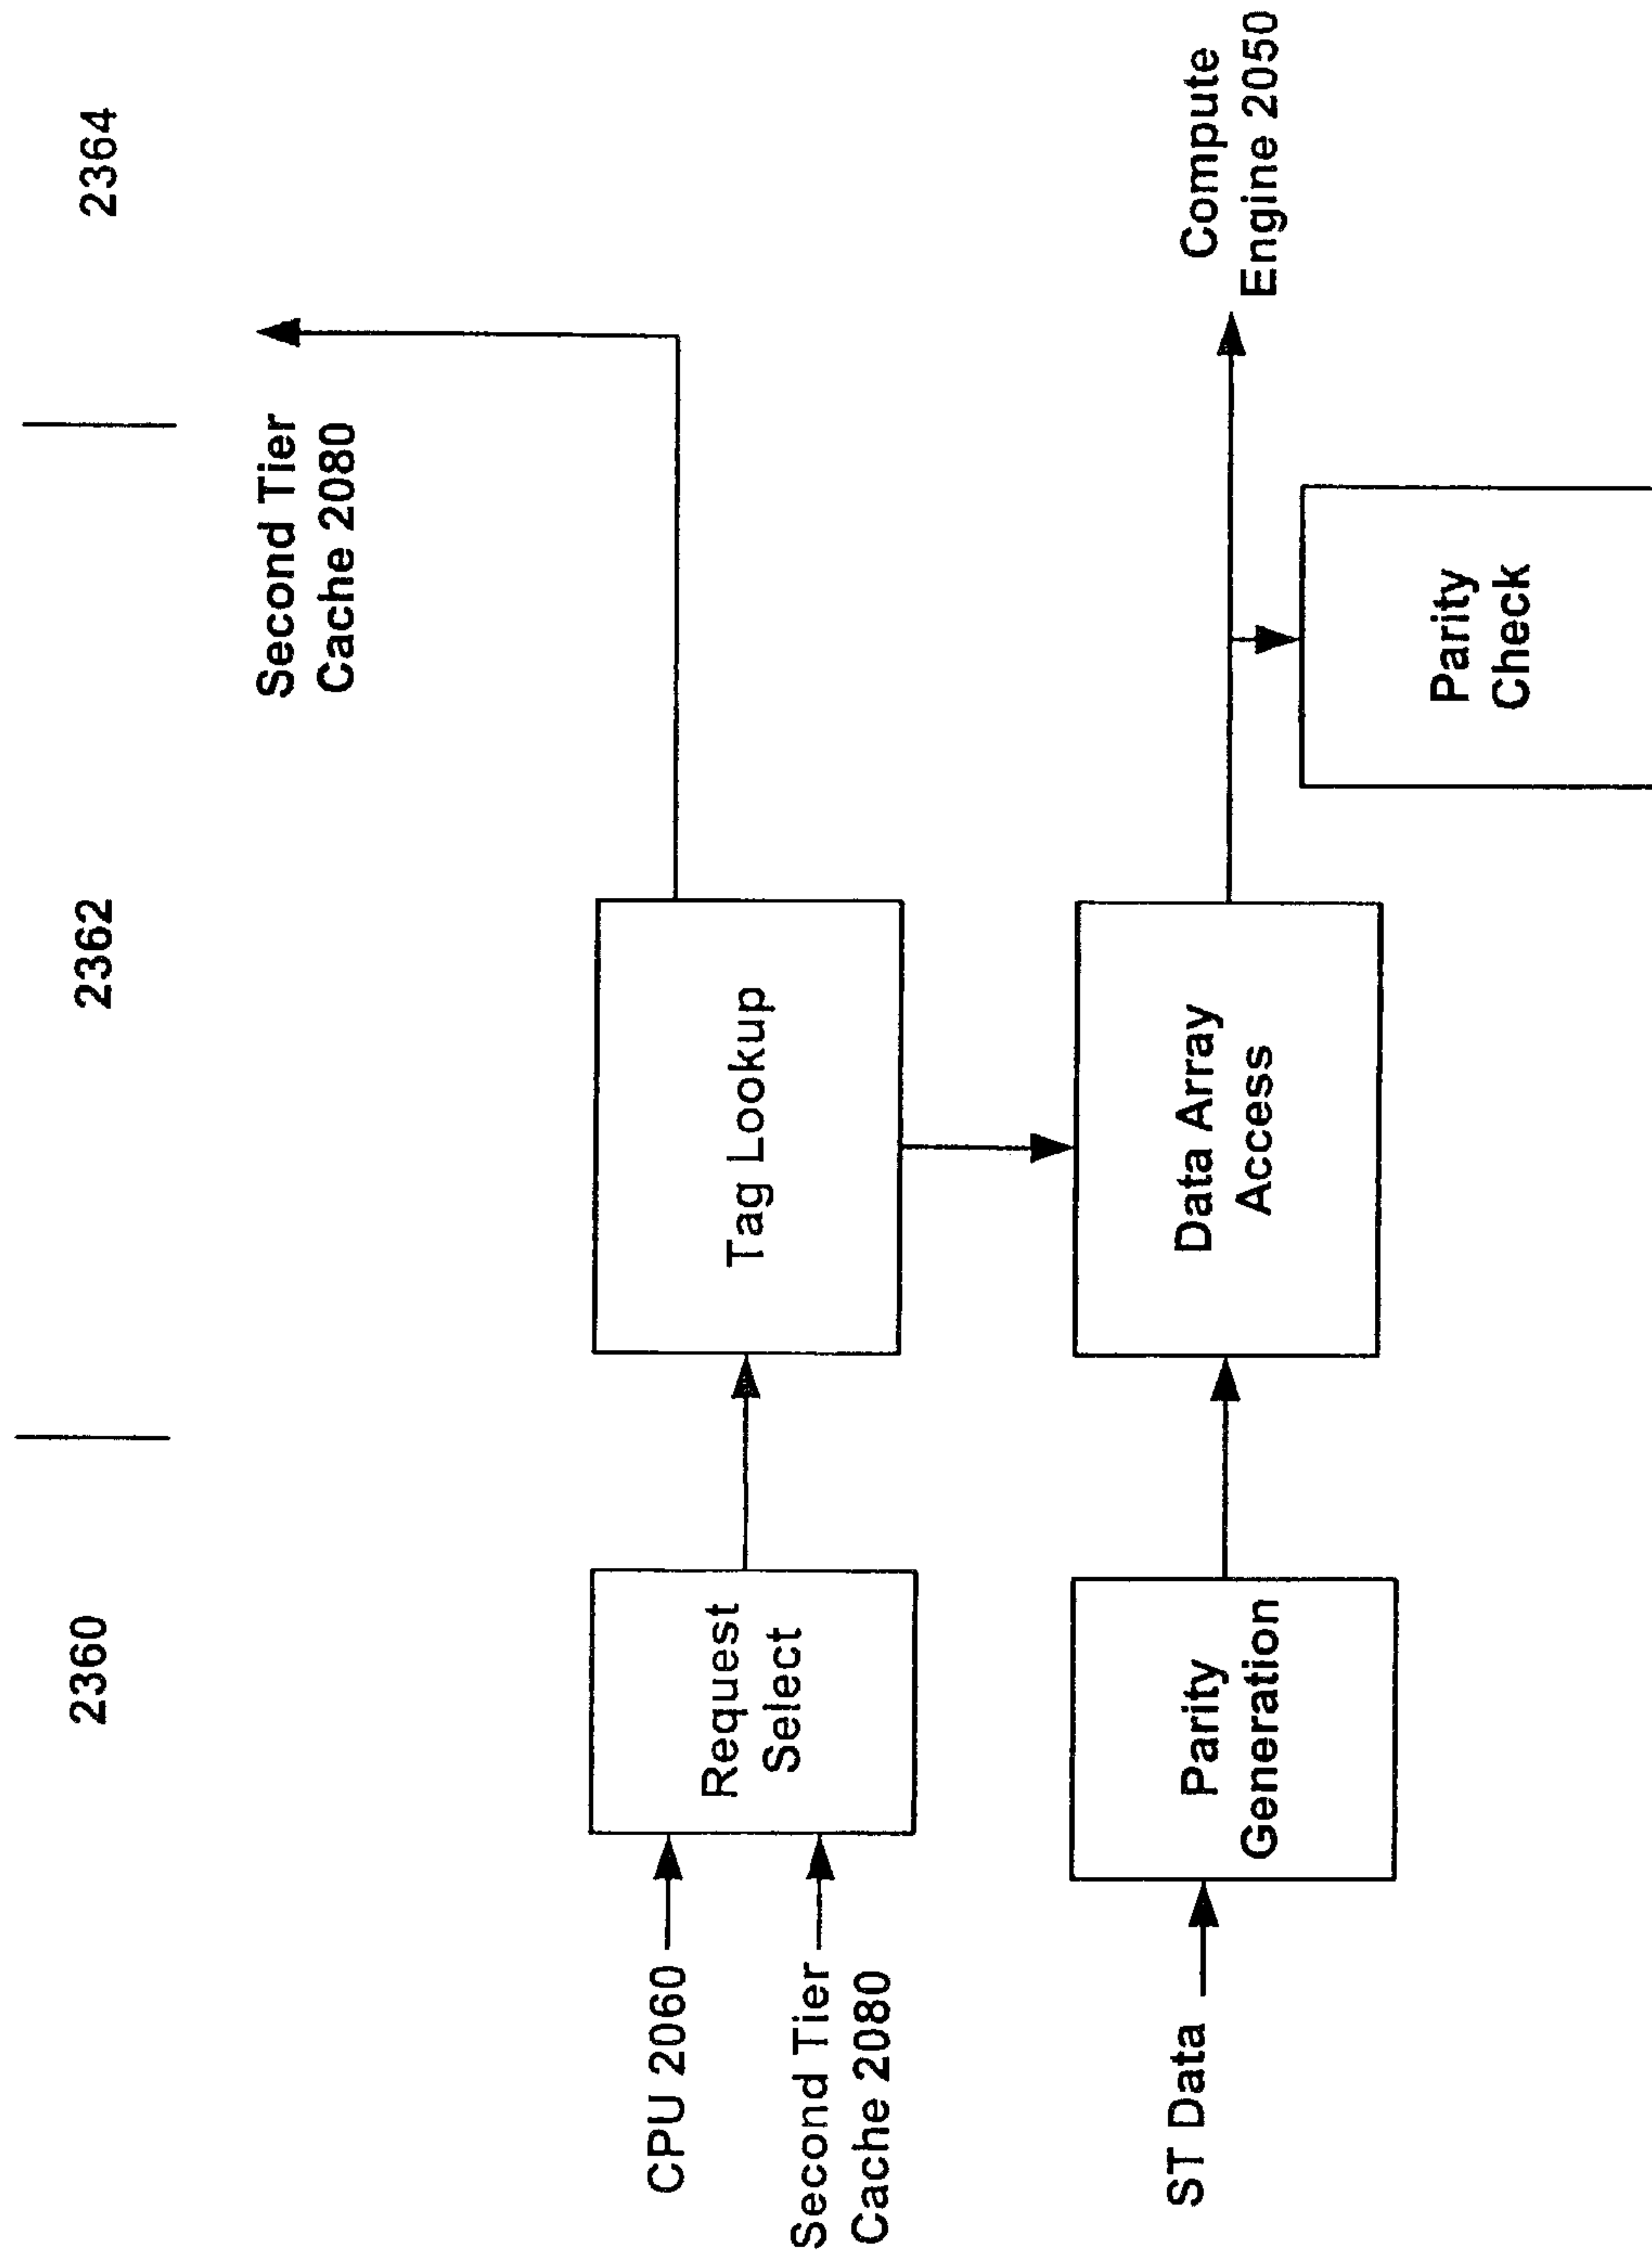 2360
2362
2364
Second Tier
Cache 2080
CPU 2060
Second Tier
Cache 2080
Request
Select
Tag Lookup
ST Data
Parity
Generation
Data Array
Access
Compute
Engine 2050
Parity
Check